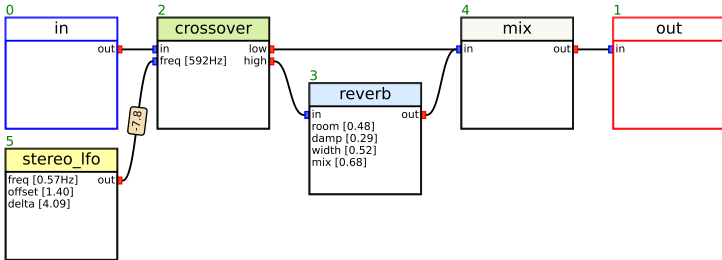 0
in
out
2
crossover
in
low
freq [592Hz]
high
4
mix
in
out
1
out
in
3
reverb
in
out
room [0.48]
damp [0.29]
width [0.52]
mix [0.68]
-7.8
5
stereo_lfo
freq [0.57Hz]
out
offset [1.40]
delta [4.09]